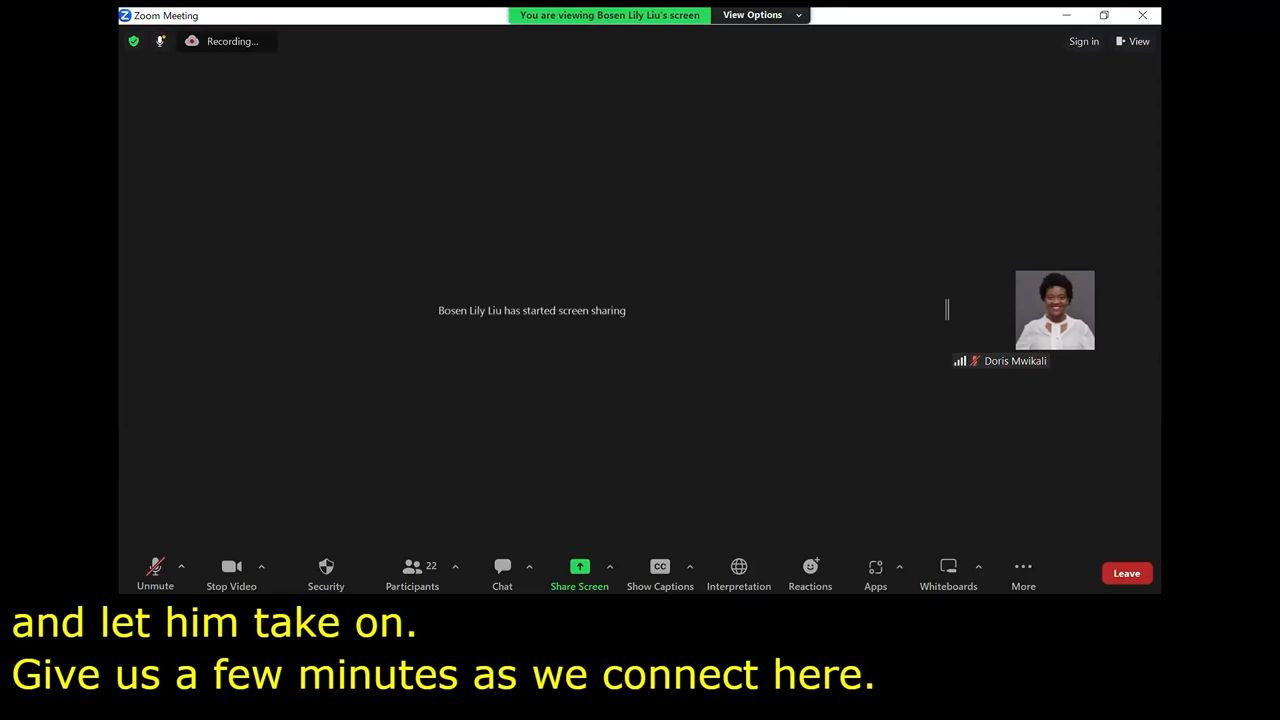 Zoom Meeting
You are viewing Bosen Lily Liu's screen
View Options
Recording...
Sign in
View
Bosen Lily Liu has started screen sharing
Doris Mwikali
Unmute
Stop Video
Security
Participants
22
Chat
Share Screen
CC
Show Captions
Interpretation
Reactions
Apps
Whiteboards
More
Leave
and let him take on.
Give us a few minutes as we connect here.